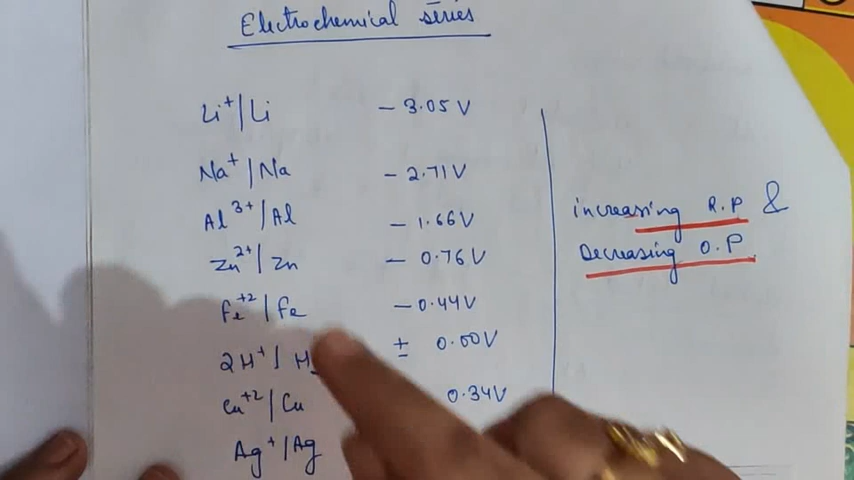 Electrochemical series
Li⁺/Li - 3.05V
Na⁺/Na - 2.71V
Al³⁺/Al - 1.66V
Zn²⁺/Zn - 0.76V
Fe⁺²/Fe - 0.44V
2H⁺/H ± 0.00V
Cu⁺²/Cu 0.34V
Ag⁺/Ag
increasing R.P &
Decreasing O.P